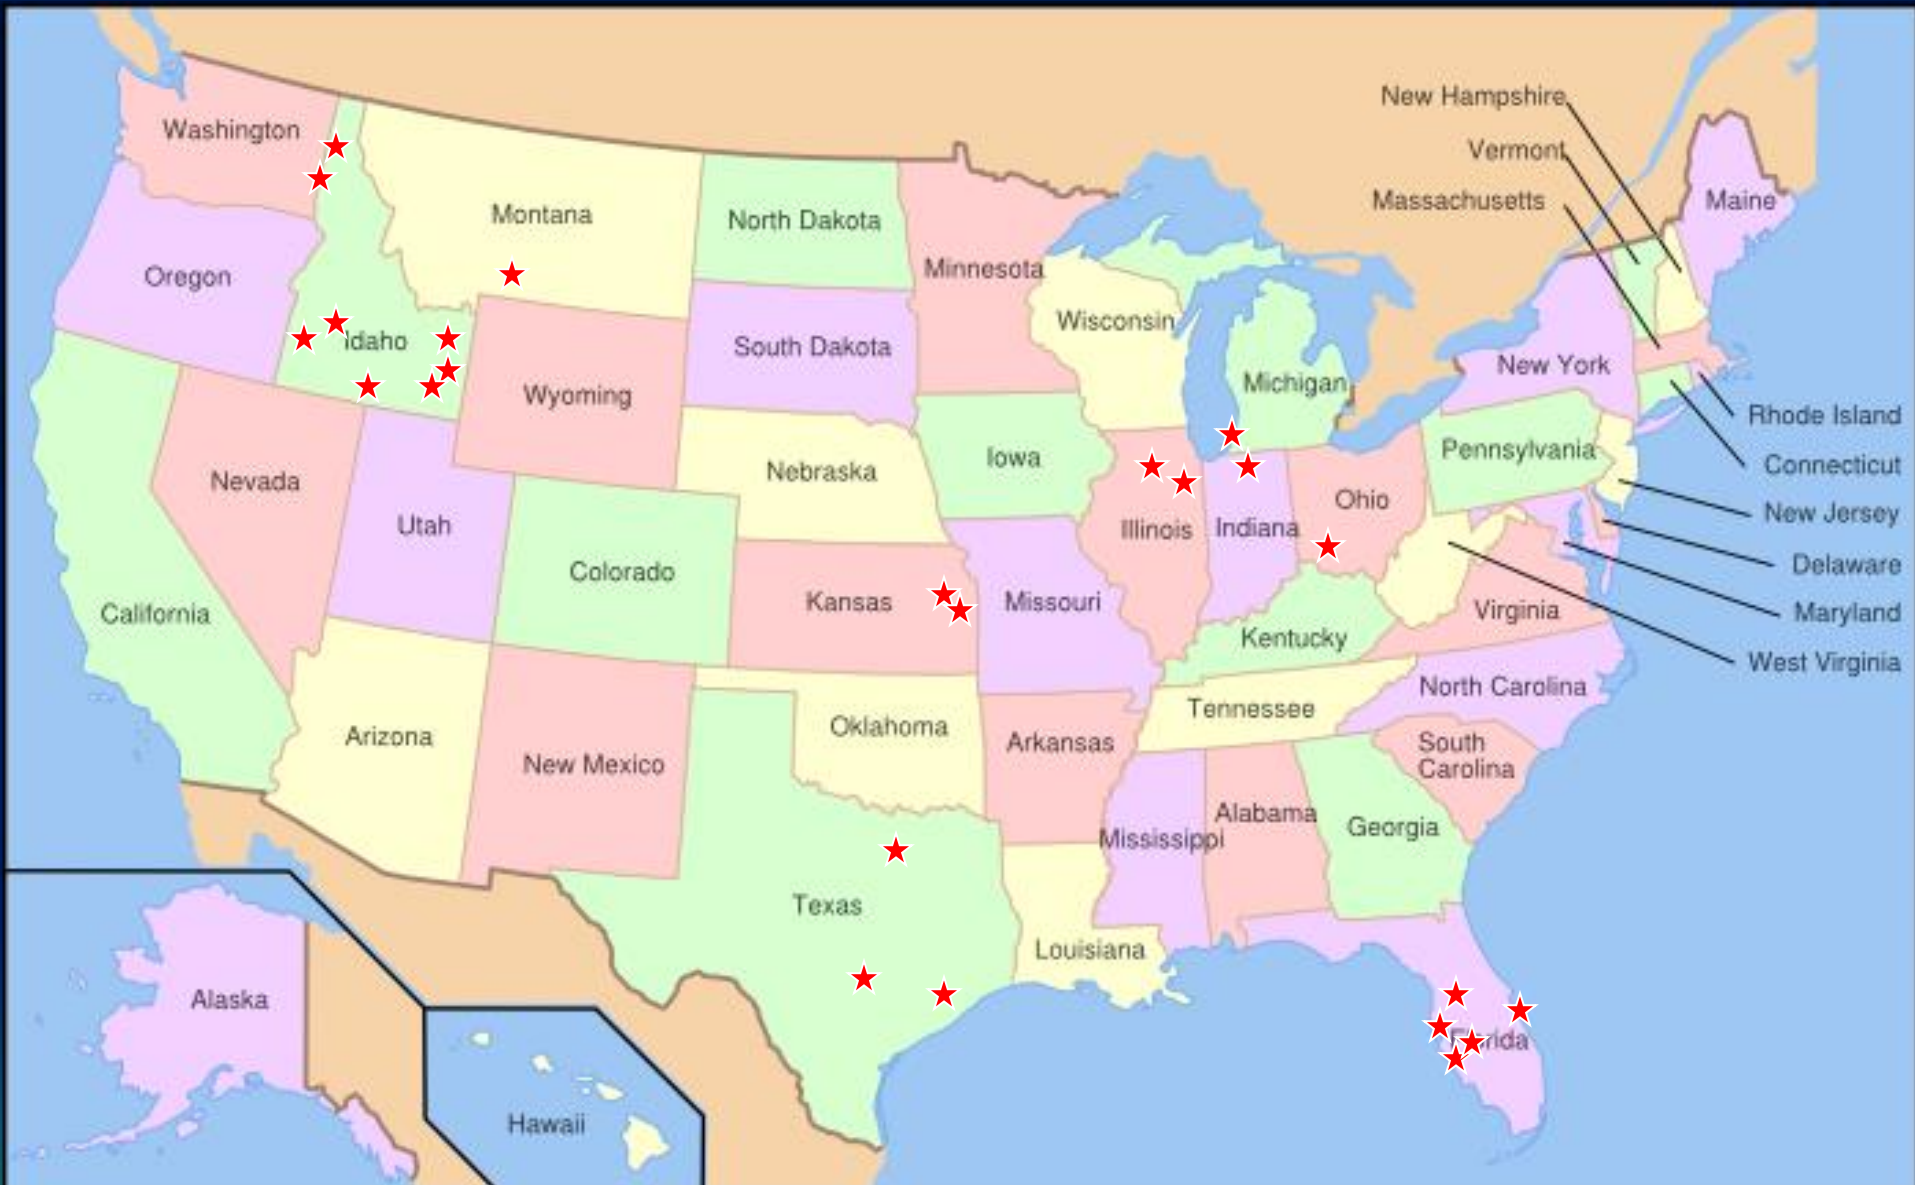 New Hampshire
Washington
Vermont
Massachusetts
Maine
Montana
North Dakota
Minnesota
Oregon
Wisconsin
Idaho
South Dakota
New York
Michigan
Wyoming
Rhode Island
Pennsylvania
Iowa
Connecticut
Nebraska
Nevada
Ohio
New Jersey
Utah
Illinois
Indiana
Delaware
Colorado
Kansas
Missouri
Virginia
Maryland
California
Kentucky
West Virginia
North Carolina
Tennessee
Oklahoma
Arizona
Arkansas
South
Carolina
New Mexico
Alabama
Georgia
Mississippi
Texas
Louisiana
Alaska
Florida
Hawaii